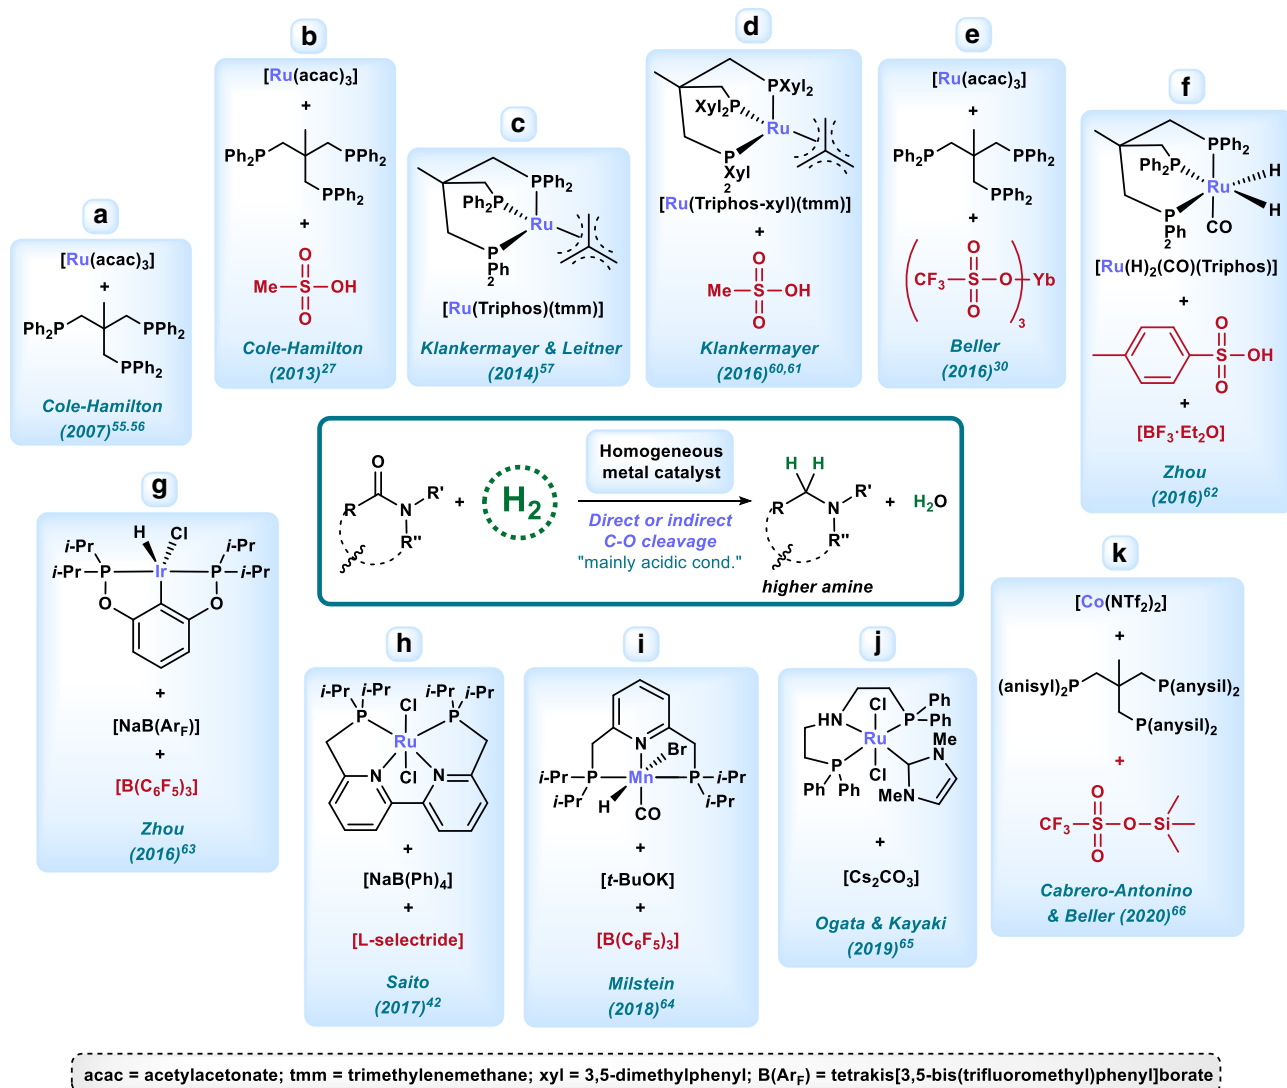 a
[Ru(acac)3]
+
Ph2P
PPh2
PPh2
Cole-Hamilton
(2007)55.56
b
[Ru(acac)3]
+
Ph2P
PPh2
PPh2
+
O
Me S OH
O
Cole-Hamilton
(2013)27
c
PPh2
Ph2P
Ru
P
Ph
2
[Ru(Triphos)(tmm)]
Klankermayer & Leitner
(2014)57
d
PXyl2
Xyl2P
Ru
P
Xyl
2
[Ru(Triphos-xyl)(tmm)]
+
O
Me S OH
O
Klankermayer
(2016)60,61
e
[Ru(acac)3]
+
Ph2P
PPh2
PPh2
+
O
CF3 S O Yb
O
3
Beller
(2016)30
f
PPh2
Ph2P
H
Ru
H
P
Ph
2
CO
[Ru(H)2(CO)(Triphos)]
+
O
S OH
O
+
[BF3·Et2O]
Zhou
(2016)62
O
R N R'
R"
+
H2
Homogeneous
metal catalyst
Direct or indirect
C-O cleavage
"mainly acidic cond."
H H
R N R'
R"
+ H2O
higher amine
g
H Cl
i-Pr i-Pr
i-Pr P Ir P i-Pr
O O
+
[NaB(ArF)]
+
[B(C6F5)3]
Zhou
(2016)63
h
i-Pr i-Pr i-Pr i-Pr
Cl
P P
Ru
Cl
N N
+
[NaB(Ph)4]
+
[L-selectride]
Saito
(2017)42
i
N
Br
i-Pr P Mn P i-Pr
i-Pr H i-Pr
CO
+
[t-BuOK]
+
[B(C6F5)3]
Milstein
(2018)64
j
Ph
HN Cl P Ph
Ru Me
N
P Cl
Ph Ph MeN
+
[Cs2CO3]
Ogata & Kayaki
(2019)65
k
[Co(NTf2)2]
+
(anisyl)2P
P(anysil)2
P(anysil)2
+
O
CF3 S O Si
O
Cabrero-Antonino
& Beller (2020)66
acac = acetylacetonate; tmm = trimethylenemethane; xyl = 3,5-dimethylphenyl; B(ArF) = tetrakis[3,5-bis(trifluoromethyl)phenyl]borate